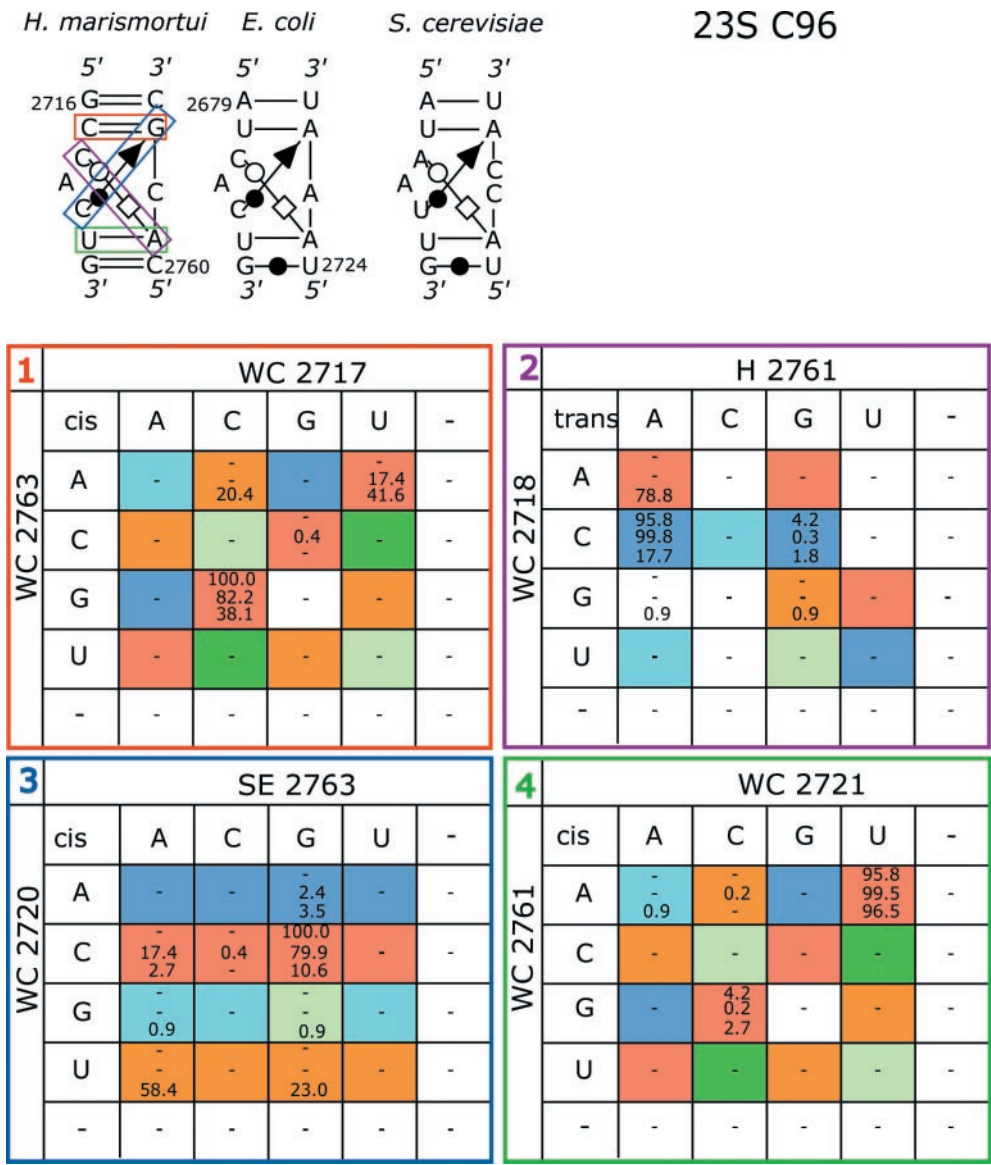 H. marismortui E. coli S. cerevisiae 23S C96
5' 3' 5' 3' 5' 3'
2716 G C 2679 A U A U
C G U A U A
C C A
A A A C
C A C
C C U
U A U A U A
G C 2760 G U 2724 G U
3' 5' 3' 5' 3' 5'
1 WC 2717
WC 2763
cis A C G U -
A - - - 20.4 - - 17.4 41.6 -
C - - - 0.4 - - -
G - 100.0 82.2 38.1 - - -
U - - - - -
- - - - - -
2 H 2761
WC 2718
trans A C G U -
A - - 78.8 - - - -
C 95.8 99.8 17.7 - 4.2 0.3 1.8 - -
G - - 0.9 - - - 0.9 - -
U - - - - -
- - - - - -
3 SE 2763
WC 2720
cis A C G U -
A - - - 2.4 3.5 - -
C - 17.4 2.7 - 0.4 - 100.0 79.9 10.6 - -
G - - 0.9 - - - 0.9 - -
U - - 58.4 - - - 23.0 - -
- - - - - -
4 WC 2721
WC 2761
cis A C G U -
A - - 0.9 - 0.2 - - 95.8 99.5 96.5 -
C - - - - -
G - 4.2 0.2 2.7 - - -
U - - - - -
- - - - - -